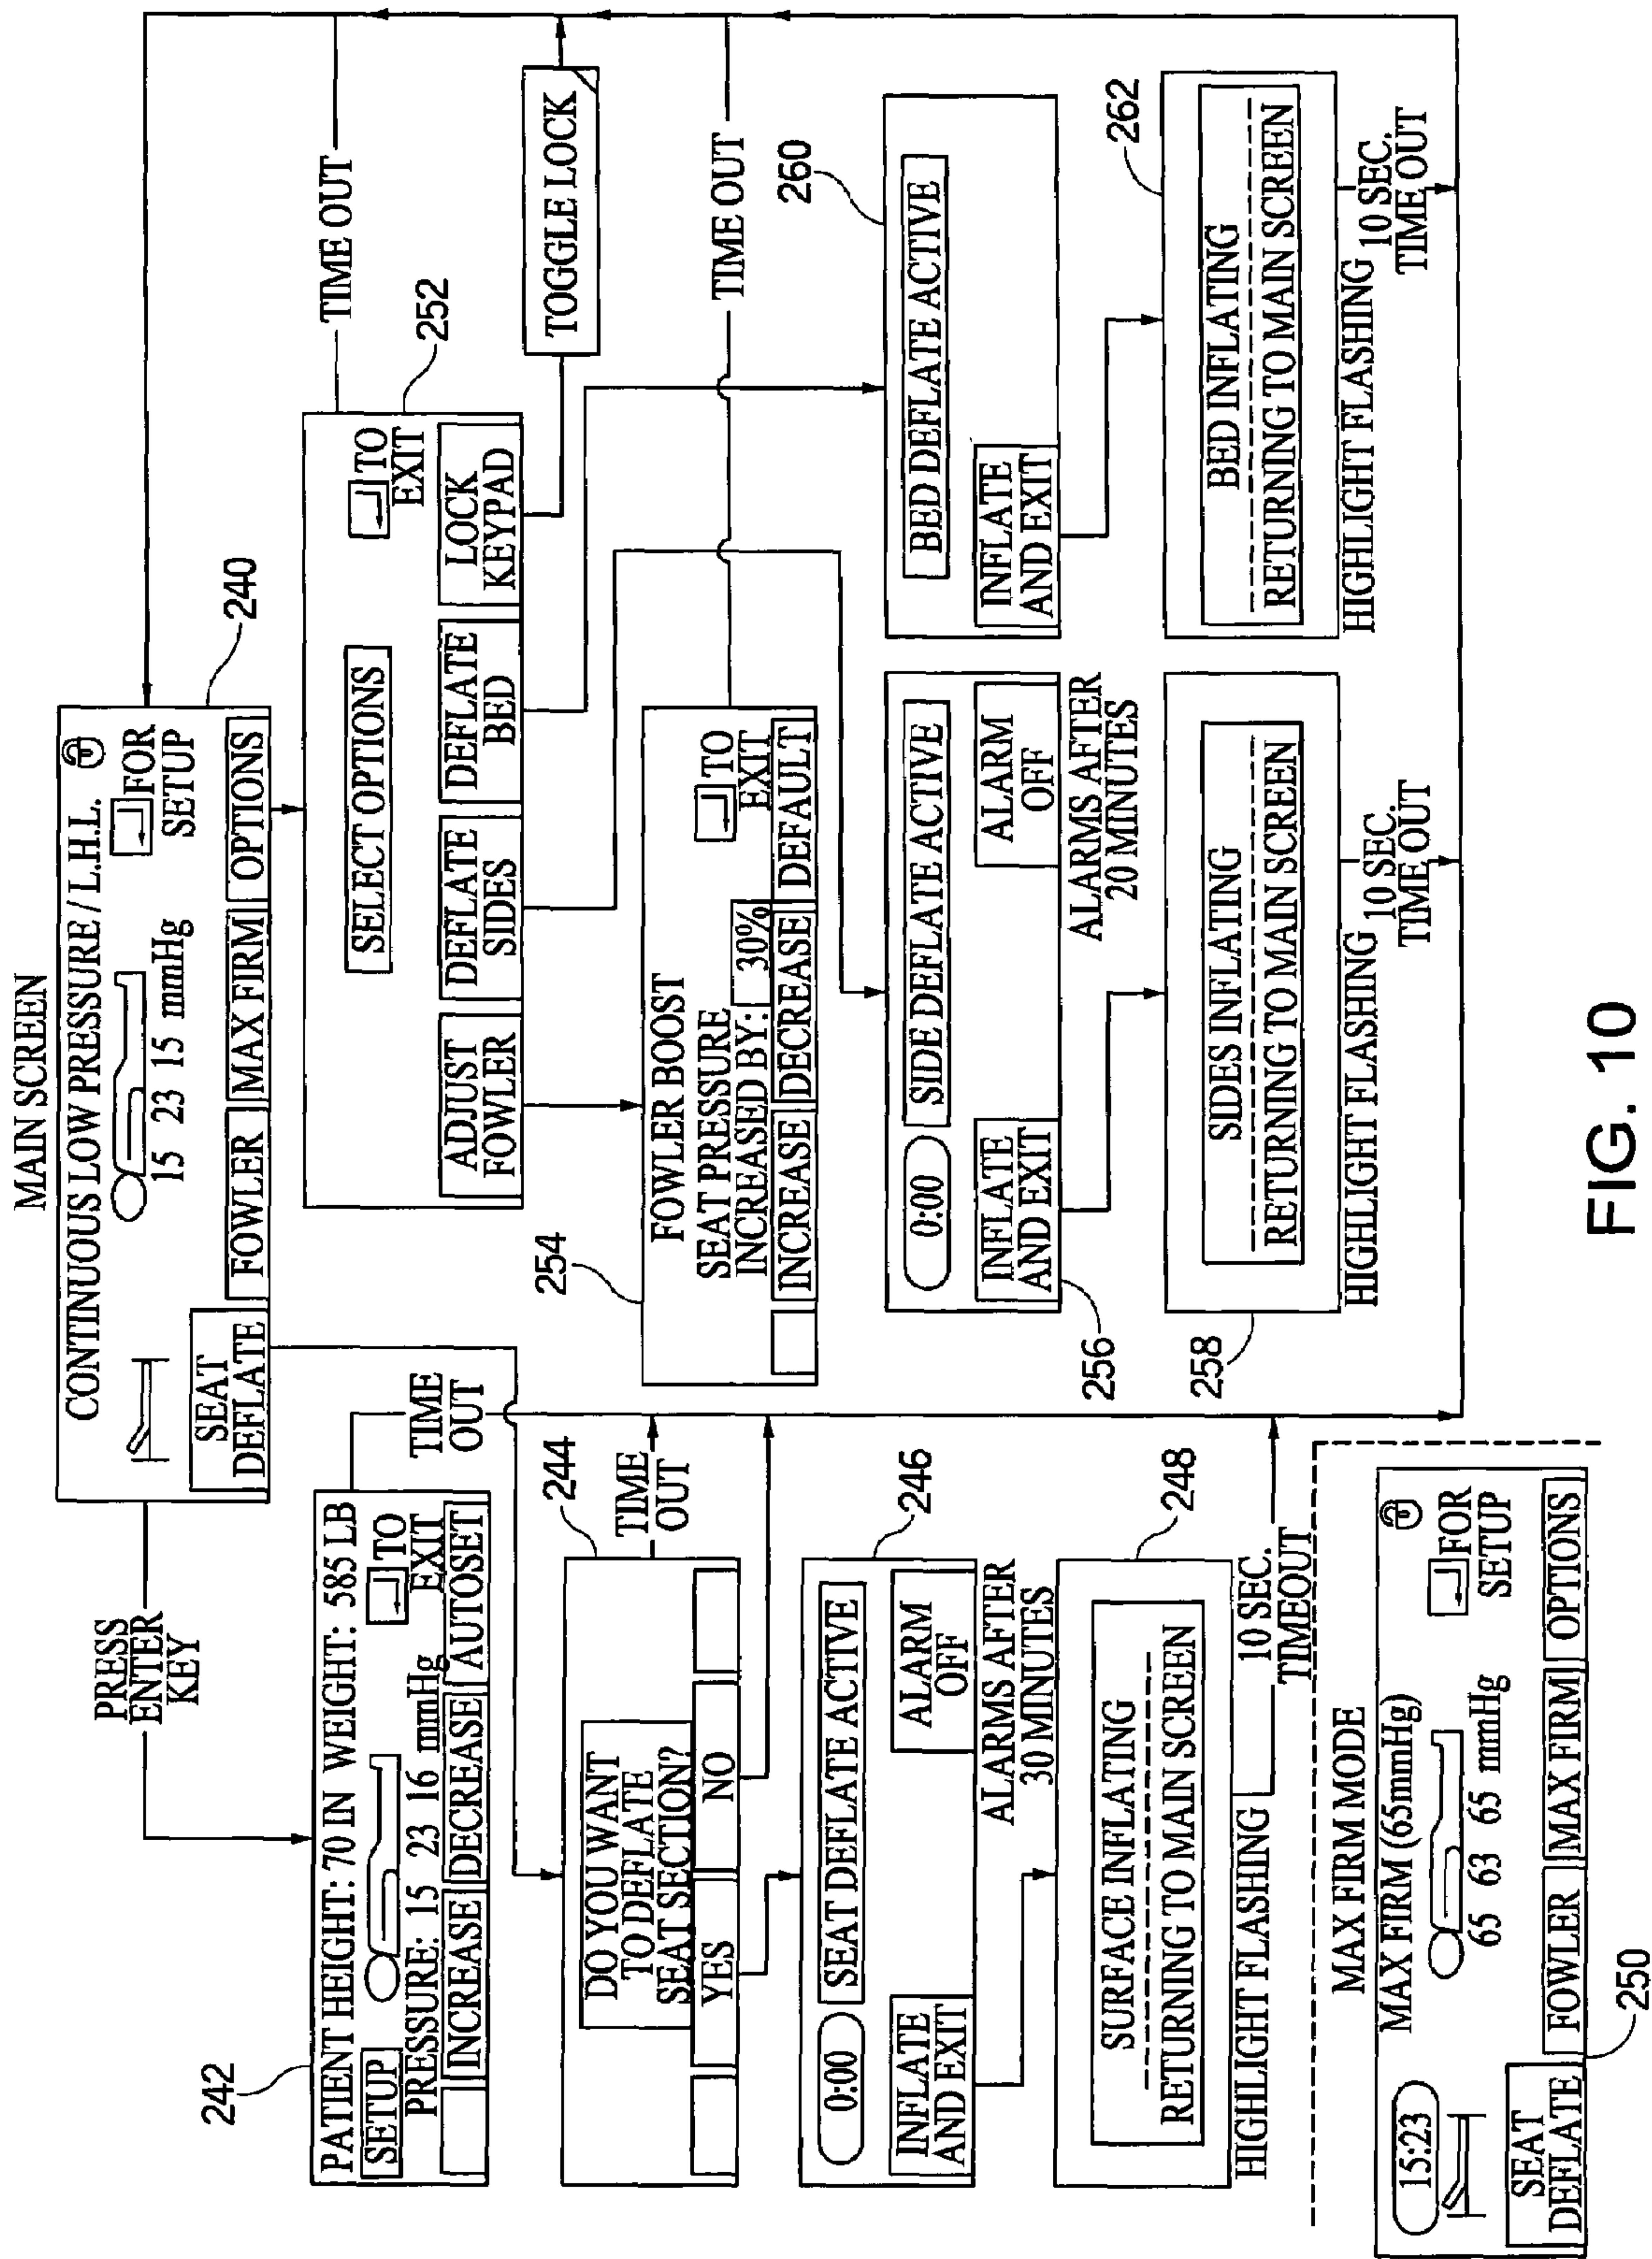 MAIN SCREEN
CONTINUOUS LOW PRESSURE / L.H.L.
FOR
SETUP
15 23 15 mmHg
SEAT
DEFLATE
FOWLER
MAX FIRM
OPTIONS
240
PRESS
ENTER
KEY
242
PATIENT HEIGHT: 70 IN WEIGHT: 585 LB
SETUP
TO
EXIT
PRESSURE: 15 23 16 mmHg
INCREASE
DECREASE
AUTOSET
TIME
OUT
244
DO YOU WANT
TO DEFLATE
SEAT SECTION?
YES
NO
TIME
OUT
246
0:00
SEAT DEFLATE ACTIVE
INFLATE
AND EXIT
ALARM
OFF
ALARMS AFTER
30 MINUTES
248
SURFACE INFLATING
RETURNING TO MAIN SCREEN
HIGHLIGHT FLASHING
10 SEC.
TIMEOUT
MAX FIRM MODE
15:23
MAX FIRM (65mmHg)
FOR
SETUP
65 63 65 mmHg
SEAT
DEFLATE
FOWLER
MAX FIRM
OPTIONS
250
252
SELECT OPTIONS
TO
EXIT
ADJUST
FOWLER
DEFLATE
SIDES
DEFLATE
BED
LOCK
KEYPAD
TIME OUT
TOGGLE LOCK
254
FOWLER BOOST
SEAT PRESSURE
INCREASED BY: 30%
TO
EXIT
INCREASE
DECREASE
DEFAULT
TIME OUT
0:00
SIDE DEFLATE ACTIVE
INFLATE
AND EXIT
ALARM
OFF
256
ALARMS AFTER
20 MINUTES
258
SIDES INFLATING
RETURNING TO MAIN SCREEN
HIGHLIGHT FLASHING
10 SEC.
TIME OUT
260
BED DEFLATE ACTIVE
INFLATE
AND EXIT
262
BED INFLATING
RETURNING TO MAIN SCREEN
HIGHLIGHT FLASHING
10 SEC.
TIME OUT
FIG. 10